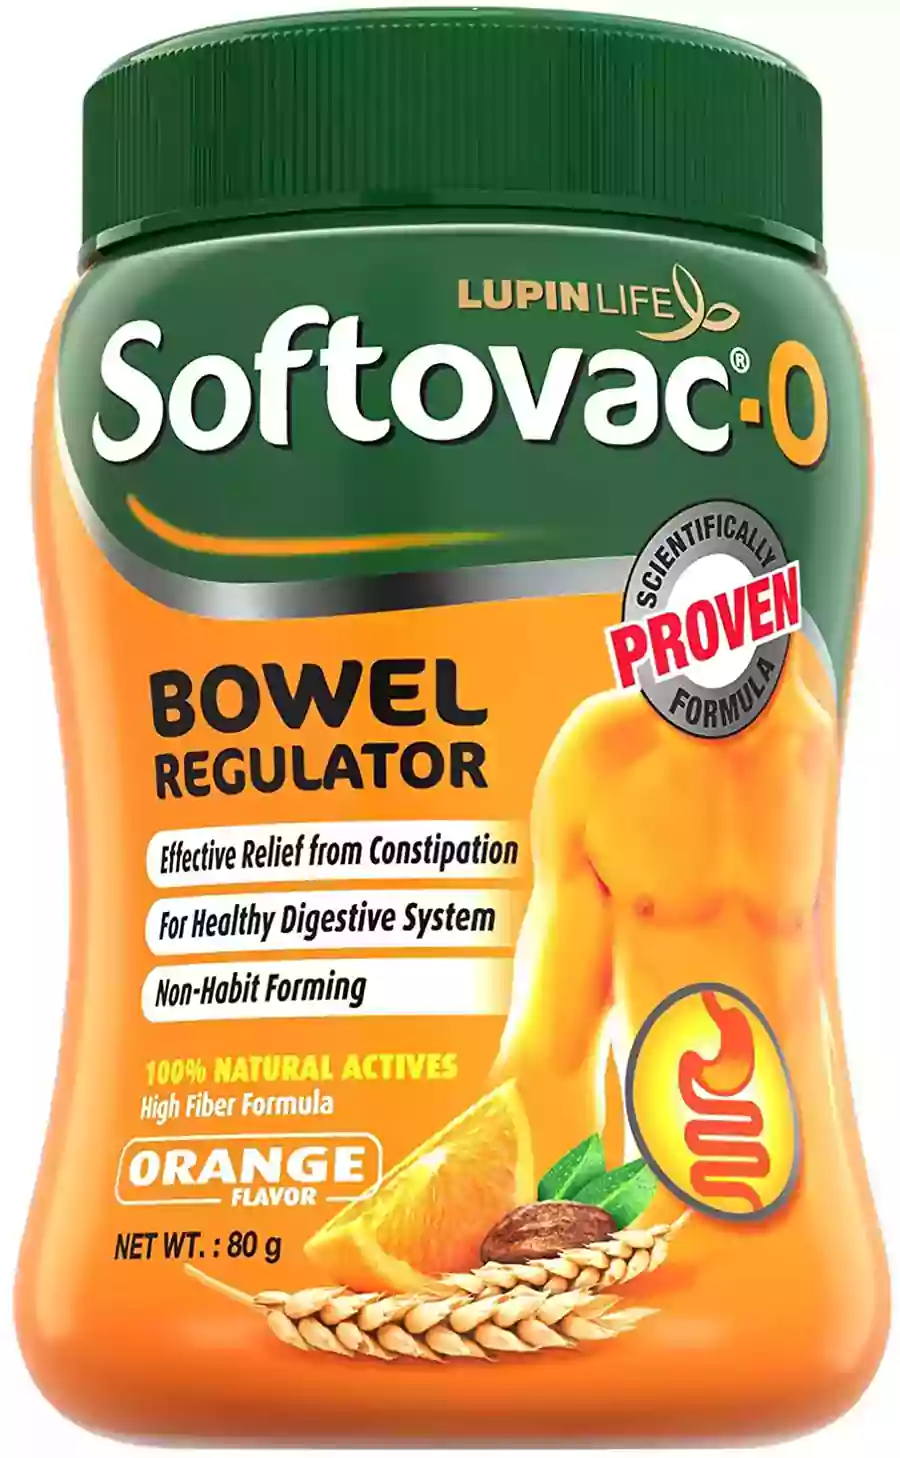 LUPIN LIFE
Softovac®-O
SCIENTIFICALLY
PROVEN
FORMULA
BOWEL
REGULATOR
Effective Relief from Constipation
For Healthy Digestive System
Non-Habit Forming
100% NATURAL ACTIVES
High Fiber Formula
ORANGE
FLAVOR
NET WT. : 80 g